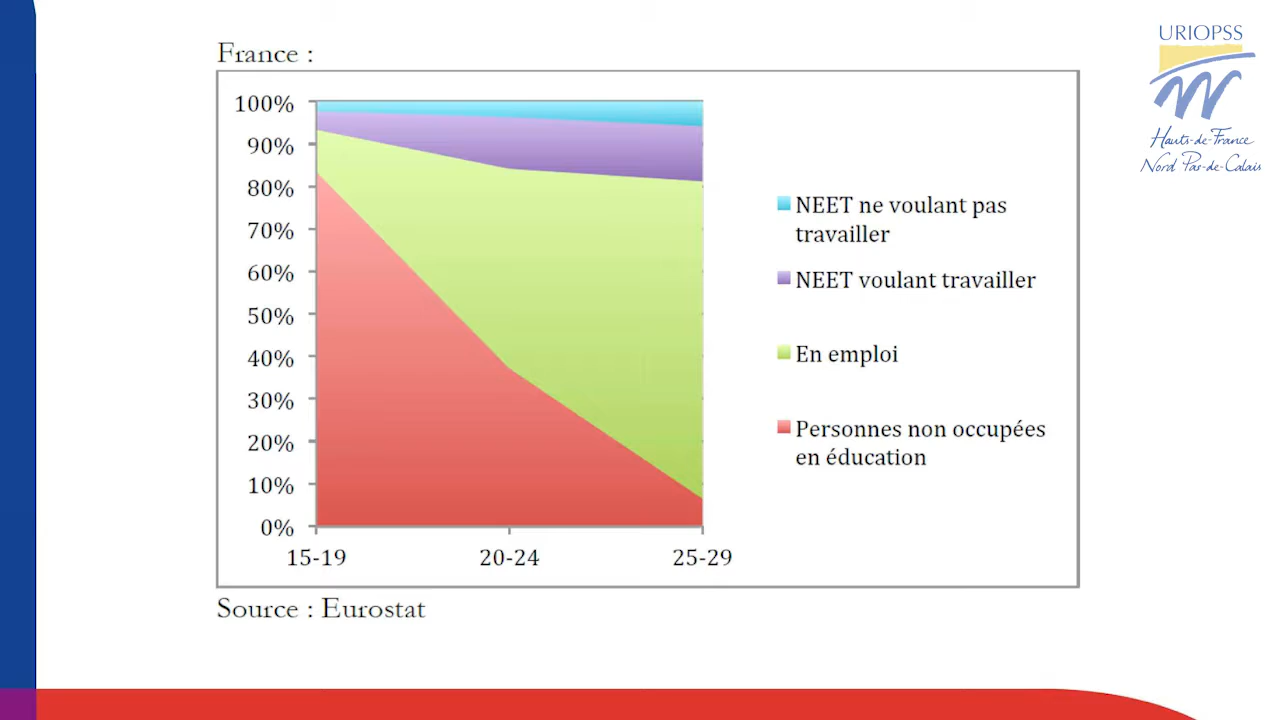 France :
URIOPSS
Hauts-de-France
Nord Pas-de-Calais
100%
90%
80%
70%
60%
50%
40%
30%
20%
10%
0%
15-19
20-24
25-29
NEET ne voulant pas
travailler
NEET voulant travailler
En emploi
Personnes non occupées
en éducation
Source : Eurostat